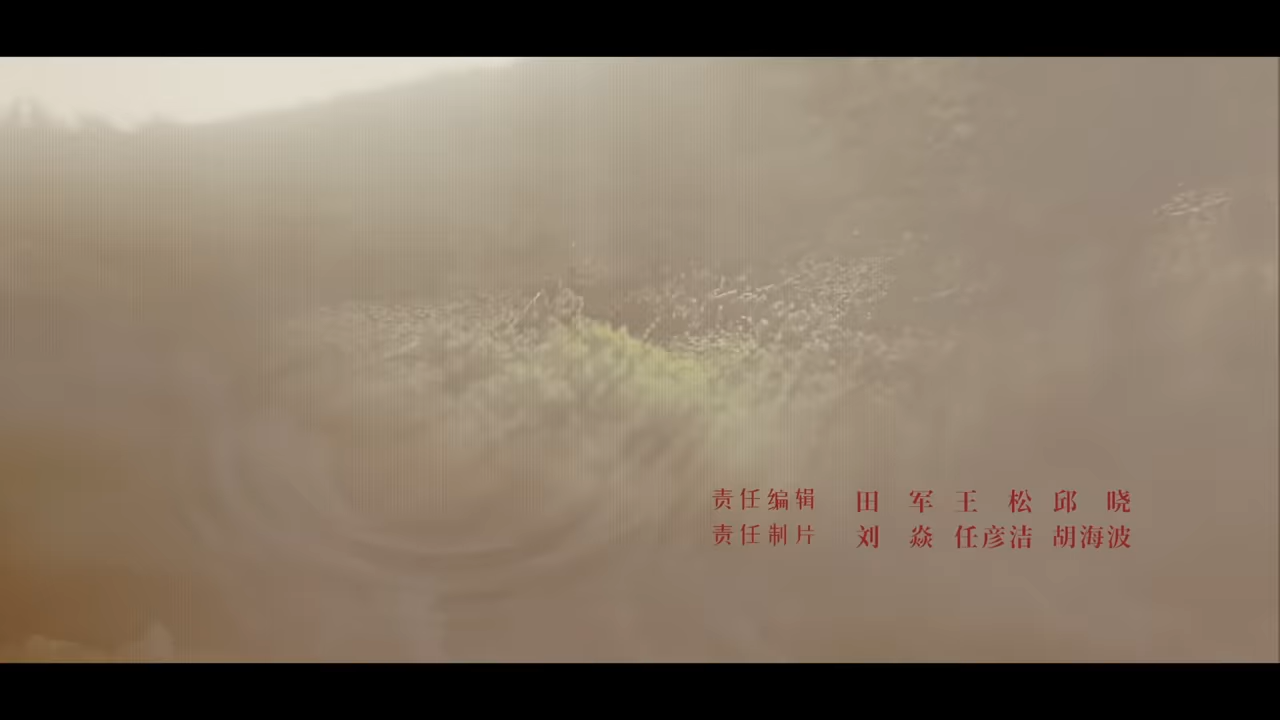 责任编辑 田 军 王 松 邱 晓
责任制片 刘 焱 任彦洁 胡海波